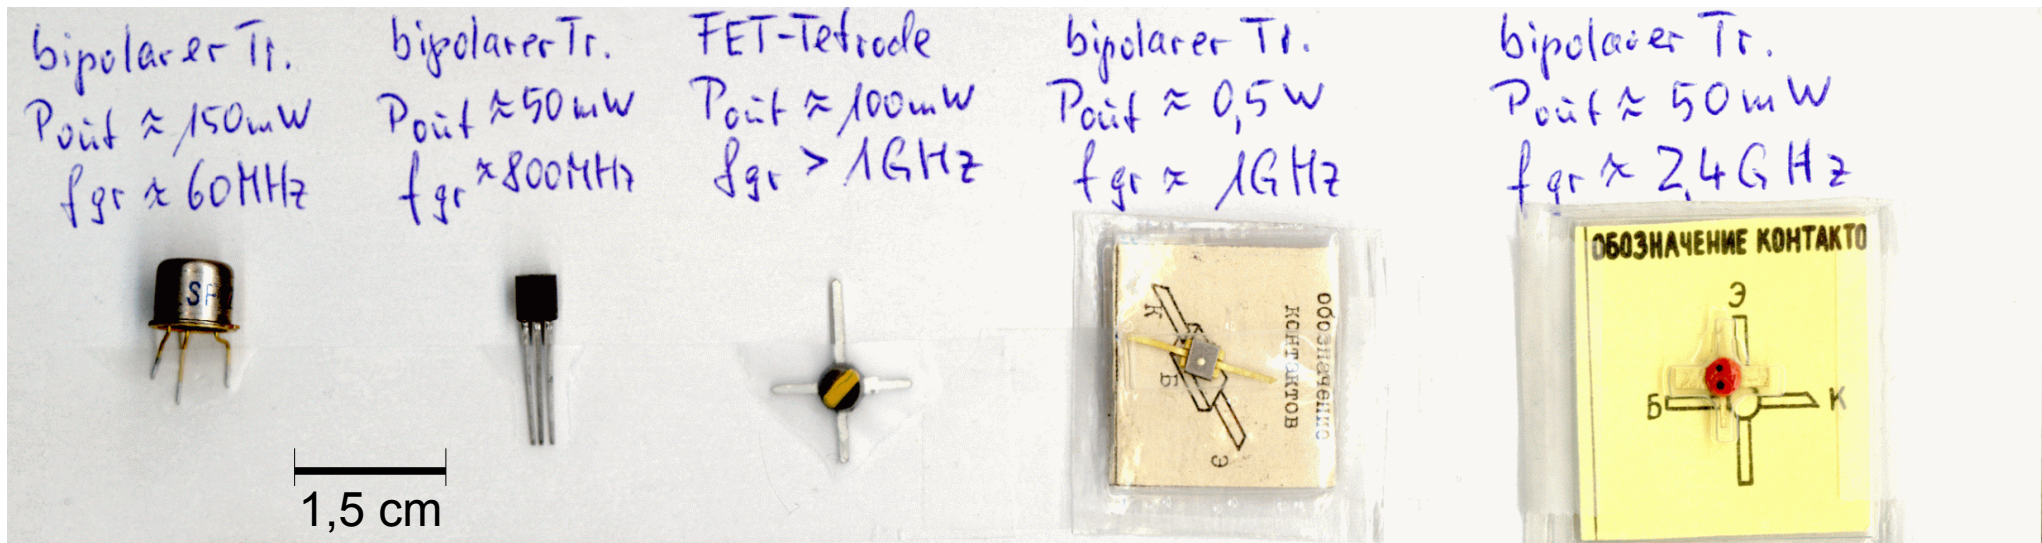 bipolarer Tr.
Pout ≈ 150mW
fgr ≈ 60MHz
bipolarer Tr.
Pout ≈ 50mW
fgr ≈ 800MHz
FET-Tetrode
Pout ≈ 100mW
fgr > 1GHz
bipolarer Tr.
Pout ≈ 0,5W
fgr ≈ 1GHz
bipolarer Tr.
Pout ≈ 50mW
fgr ≈ 2,4GHz
SF
1,5 cm
обозначение
контактов
К
Б
Э
ОБОЗНАЧЕНИЕ КОНТАКТО
Э
Б К